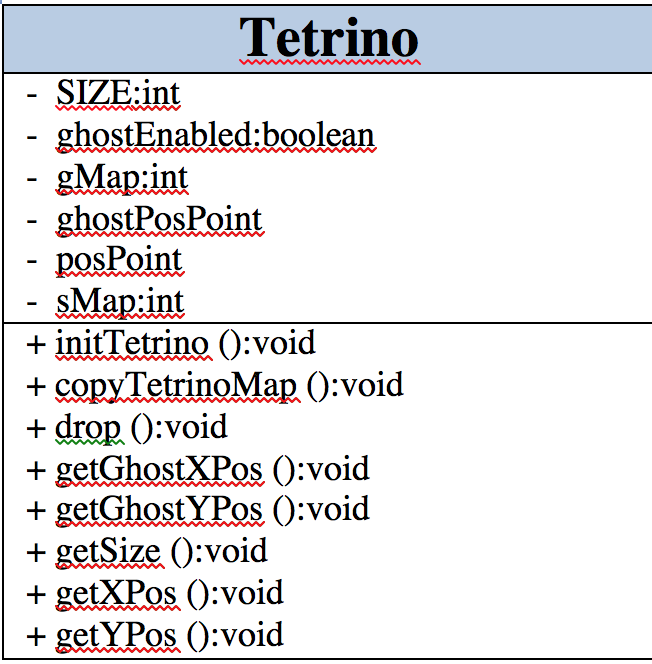 Tetrino
- SIZE:int
- ghostEnabled:boolean
- gMap:int
- ghostPosPoint
- posPoint
- sMap:int
+ initTetrino ():void
+ copyTetrinoMap ():void
+ drop ():void
+ getGhostXPos ():void
+ getGhostYPos ():void
+ getSize ():void
+ getXPos ():void
+ getYPos ():void